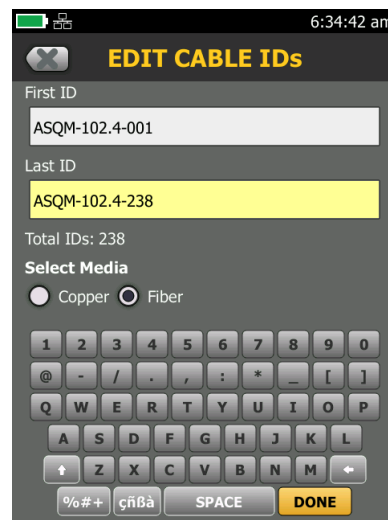 6:34:42 am
EDIT CABLE IDs
First ID
ASQM-102.4-001
Last ID
ASQM-102.4-238
Total IDs: 238
Select Media
Copper Fiber
1 2 3 4 5 6 7 8 9 0
@ - / . , : * _ [ ]
Q W E R T Y U I O P
A S D F G H J K L
Z X C V B N M
%#+ çñßà SPACE DONE